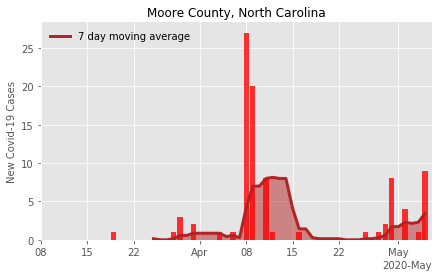 Moore County, North Carolina
7 day moving average
New Covid-19 Cases
25
20
15
10
5
0
08
15
22
Apr
08
15
22
May
2020-May